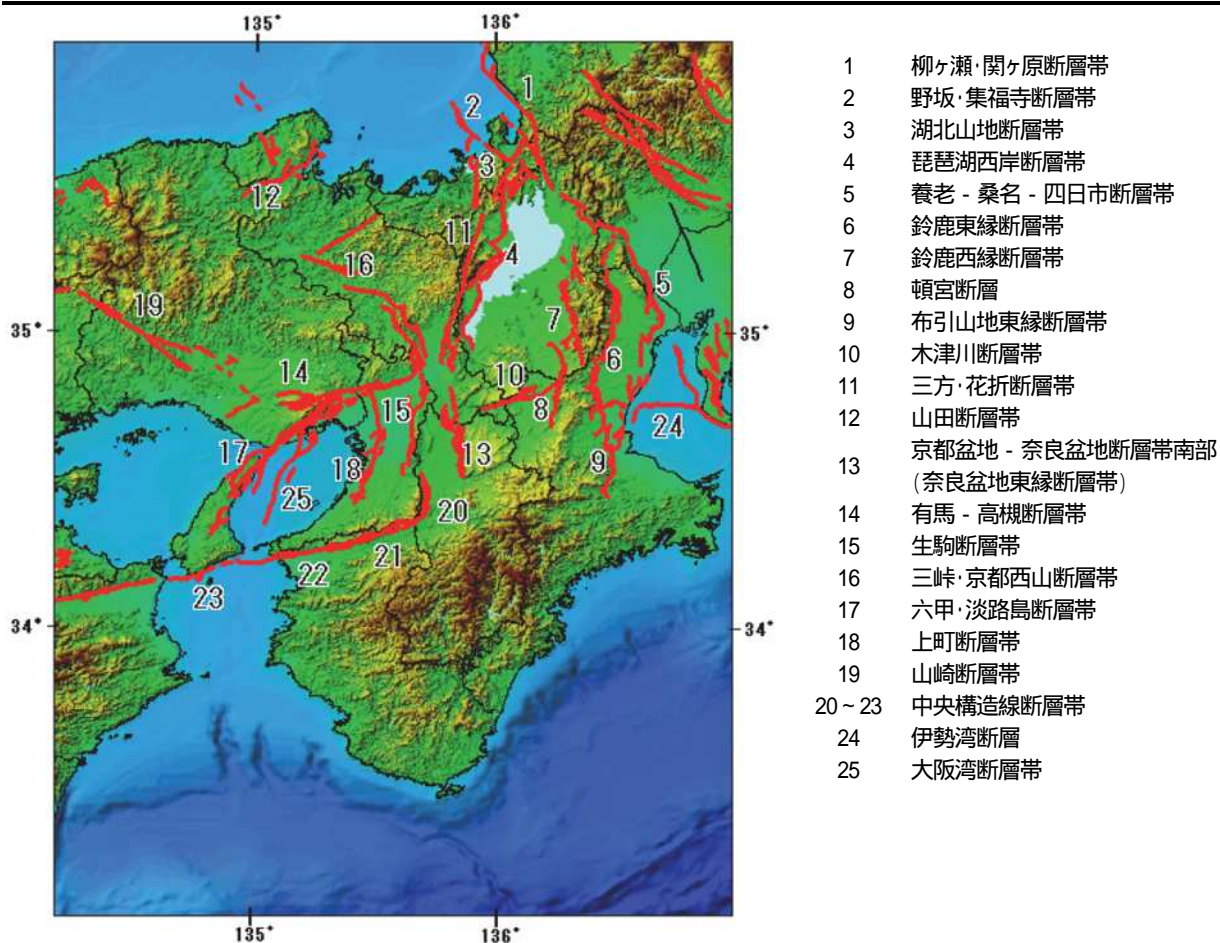 135° 136°
1
2
3
12
11
4
16
5
19
35° 35°
7
6
14
10
8
15
24
17
18
13
9
25
20
21
22
23
34° 34°
135° 136°
1 柳ヶ瀬・関ヶ原断層帯
2 野坂・集福寺断層帯
3 湖北山地断層帯
4 琵琶湖西岸断層帯
5 養老 - 桑名 - 四日市断層帯
6 鈴鹿東縁断層帯
7 鈴鹿西縁断層帯
8 頓宮断層
9 布引山地東縁断層帯
10 木津川断層帯
11 三方・花折断層帯
12 山田断層帯
13 京都盆地 - 奈良盆地断層帯南部
(奈良盆地東縁断層帯)
14 有馬 - 高槻断層帯
15 生駒断層帯
16 三峠・京都西山断層帯
17 六甲・淡路島断層帯
18 上町断層帯
19 山崎断層帯
20~23 中央構造線断層帯
24 伊勢湾断層
25 大阪湾断層帯